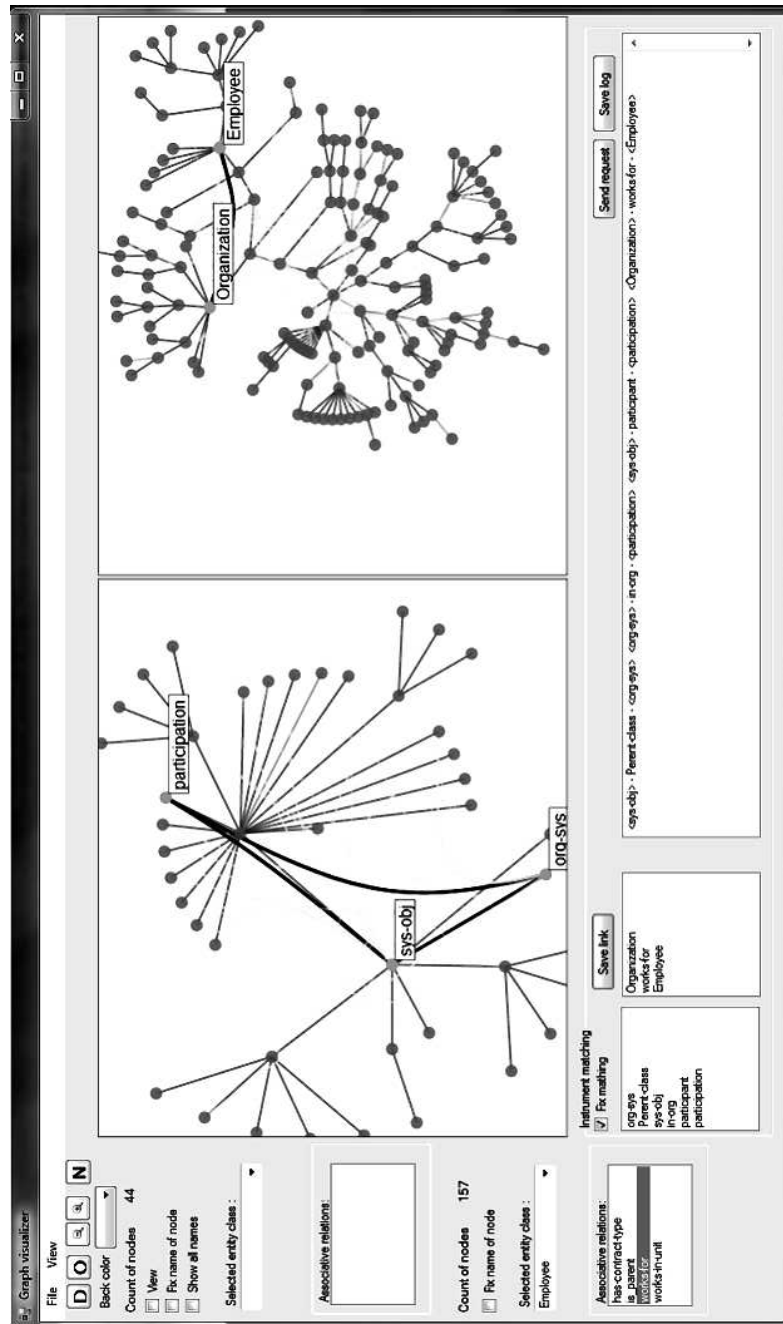 Graph visualizer
File View
D O N
Back color
Count of nodes 44
View
Fix name of node
Show all names
Selected entity class :
Associative relations:
Count of nodes 157
Fix name of node
Selected entity class :
Employee
Associative relations:
has-contract-type
is_parent
works-for
works-in-unit
participation
sys-obj
org-sys
Organization
Employee
Instrument matching
Fix mathing
Save link
org-sys
Perent-class
sys-obj
in-org
participant
participation
Organization
works-for
Employee
Send request
Save log
<sys-obj> - Perent-class - <org-sys> <org-sys> - in-org - <participation> <sys-obj> - participant - <participation> <Organization> - works-for - <Employee>